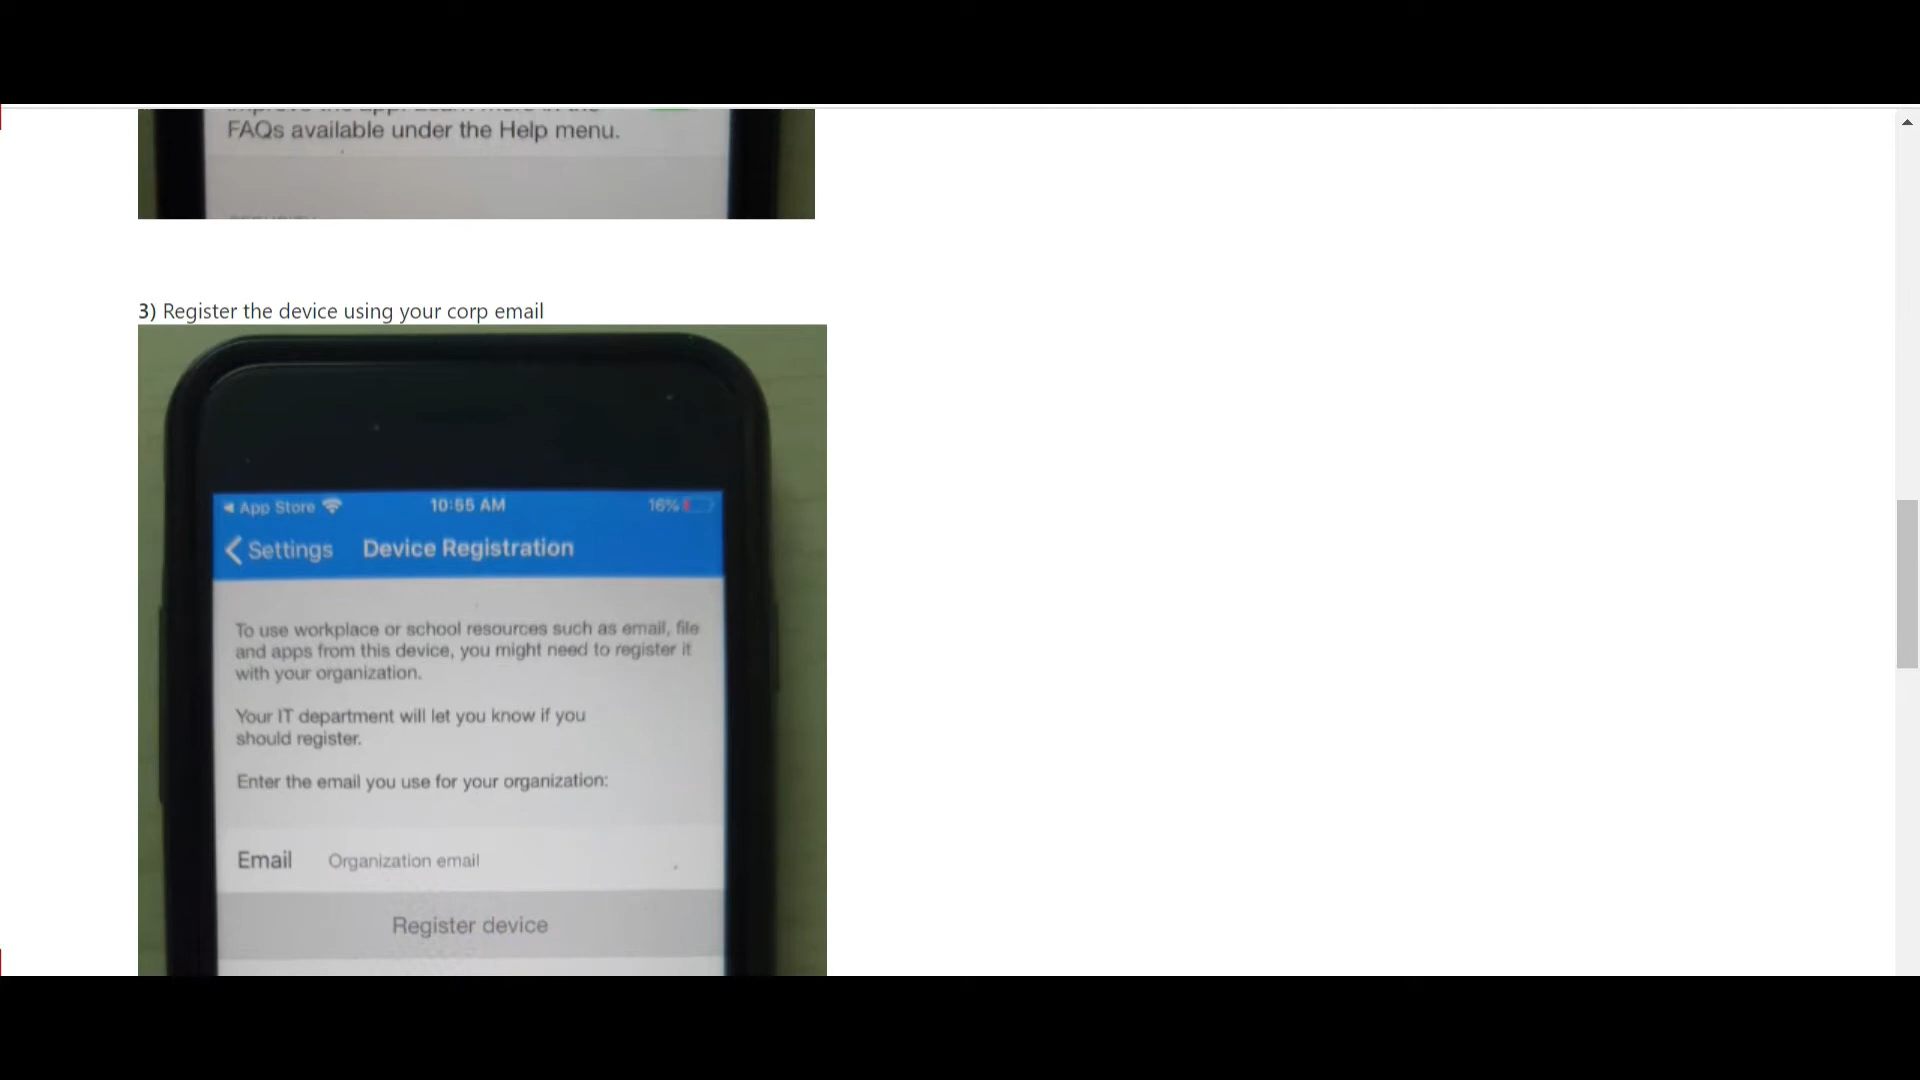 FAQs available under the Help menu.
3) Register the device using your corp email
App Store 10:55 AM 16%
Settings Device Registration
To use workplace or school resources such as email, file
and apps from this device, you might need to register it
with your organization.
Your IT department will let you know if you
should register.
Enter the email you use for your organization:
Email Organization email
Register device